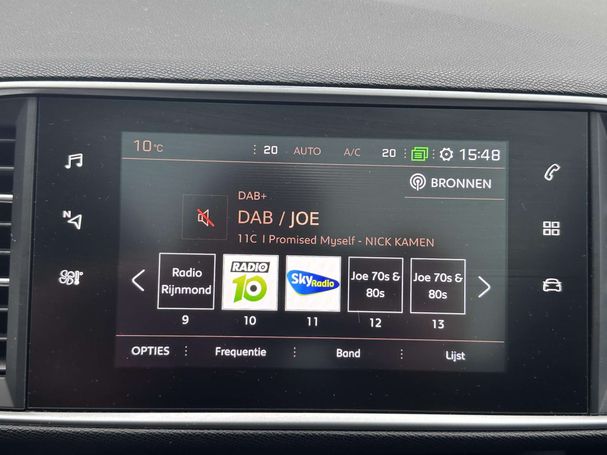 10°C
20 AUTO A/C 20 15:48
BRONNEN
DAB+
DAB / JOE
11C I Promised Myself - NICK KAMEN
N
Radio Rijnmond
RADIO 10
Sky Radio
Joe 70s & 80s
Joe 70s & 80s
9 10 11 12 13
OPTIES Frequentie Band Lijst